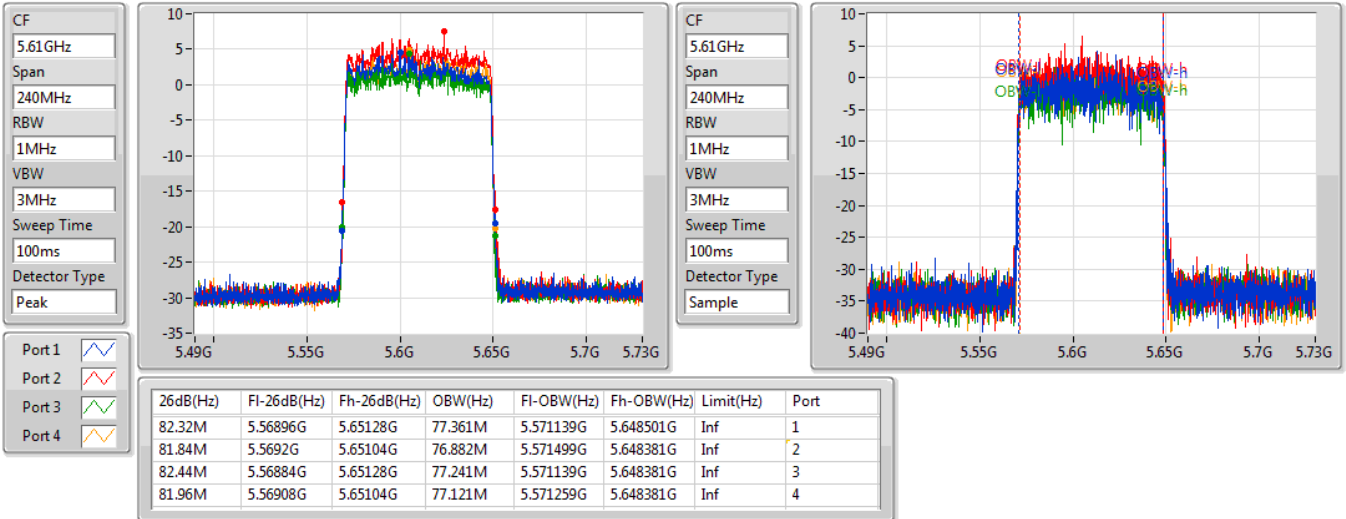 CF
5.61GHz
Span
240MHz
RBW
1MHz
VBW
3MHz
Sweep Time
100ms
Detector Type
Peak
10
5
0
-5
-10
-15
-20
-25
-30
-35
5.49G 5.55G 5.6G 5.65G 5.7G 5.73G
CF
5.61GHz
Span
240MHz
RBW
1MHz
VBW
3MHz
Sweep Time
100ms
Detector Type
Sample
10
5
0
-5
-10
-15
-20
-25
-30
-35
-40
OBW-h
OBW-h
5.49G 5.55G 5.6G 5.65G 5.7G 5.73G
Port 1
Port 2
Port 3
Port 4
26dB(Hz) Fl-26dB(Hz) Fh-26dB(Hz) OBW(Hz) Fl-OBW(Hz) Fh-OBW(Hz) Limit(Hz) Port
82.32M 5.56896G 5.65128G 77.361M 5.571139G 5.648501G Inf 1
81.84M 5.5692G 5.65104G 76.882M 5.571499G 5.648381G Inf 2
82.44M 5.56884G 5.65128G 77.241M 5.571139G 5.648381G Inf 3
81.96M 5.56908G 5.65104G 77.121M 5.571259G 5.648381G Inf 4